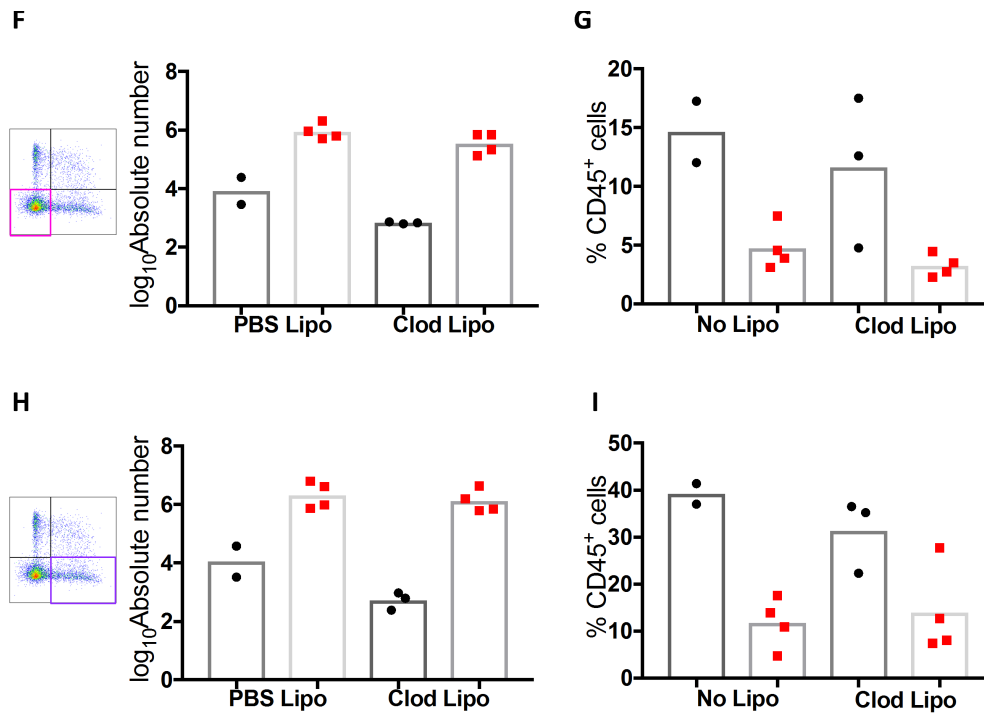 F
G
8
6
4
2
0
log10Absolute number
PBS Lipo
Clod Lipo
20
15
10
5
0
% CD45+ cells
No Lipo
Clod Lipo
H
I
8
6
4
2
0
log10Absolute number
PBS Lipo
Clod Lipo
50
40
30
20
10
0
% CD45+ cells
No Lipo
Clod Lipo